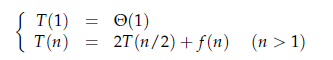 T(1) = Θ(1)
T(n) = 2T(n/2) + f(n) (n > 1)